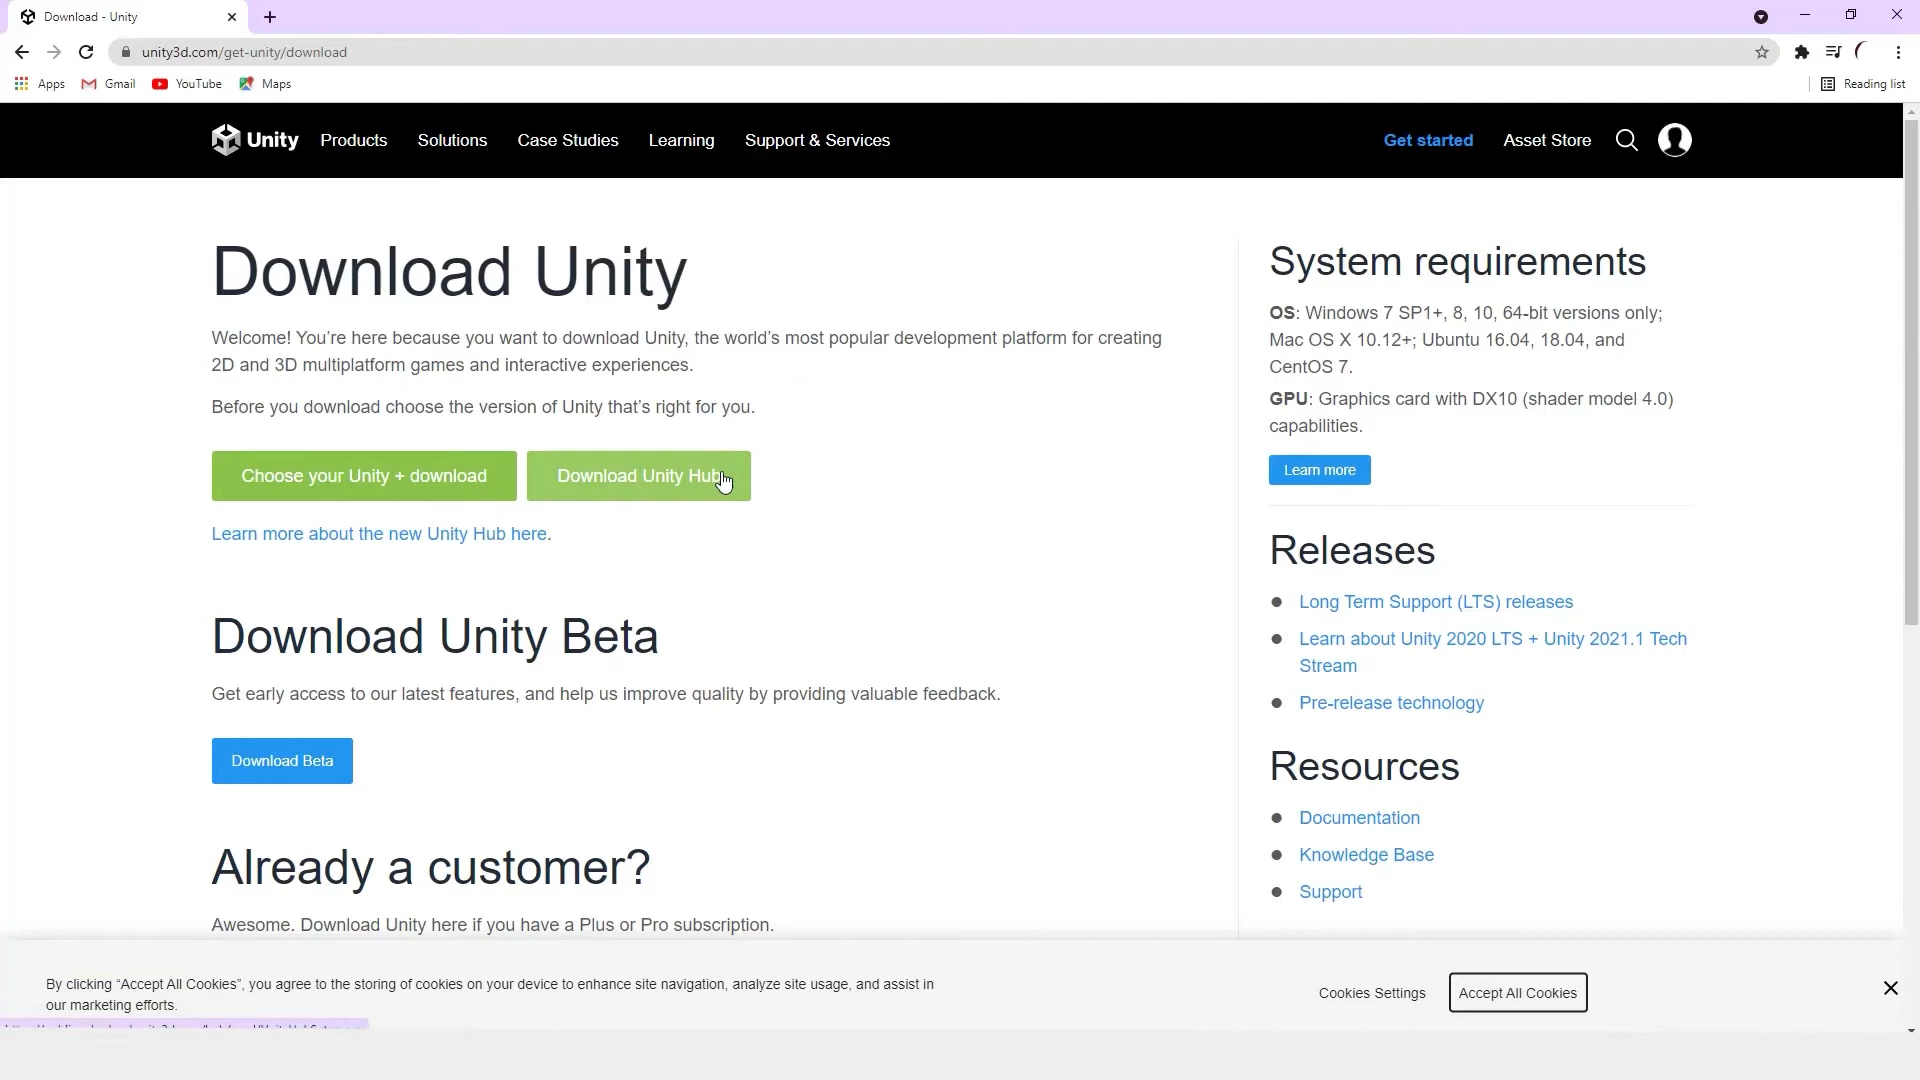 Download - Unity
unity3d.com/get-unity/download
Apps Gmail YouTube Maps Reading list
Unity Products Solutions Case Studies Learning Support & Services Get started Asset Store
Download Unity
Welcome! You’re here because you want to download Unity, the world’s most popular development platform for creating
2D and 3D multiplatform games and interactive experiences.
Before you download choose the version of Unity that’s right for you.
Choose your Unity + download Download Unity Hub
Learn more about the new Unity Hub here.
Download Unity Beta
Get early access to our latest features, and help us improve quality by providing valuable feedback.
Download Beta
Already a customer?
Awesome. Download Unity here if you have a Plus or Pro subscription.
System requirements
OS: Windows 7 SP1+, 8, 10, 64-bit versions only;
Mac OS X 10.12+; Ubuntu 16.04, 18.04, and
CentOS 7.
GPU: Graphics card with DX10 (shader model 4.0)
capabilities.
Learn more
Releases
Long Term Support (LTS) releases
Learn about Unity 2020 LTS + Unity 2021.1 Tech
Stream
Pre-release technology
Resources
Documentation
Knowledge Base
Support
By clicking “Accept All Cookies”, you agree to the storing of cookies on your device to enhance site navigation, analyze site usage, and assist in
our marketing efforts.
Cookies Settings Accept All Cookies